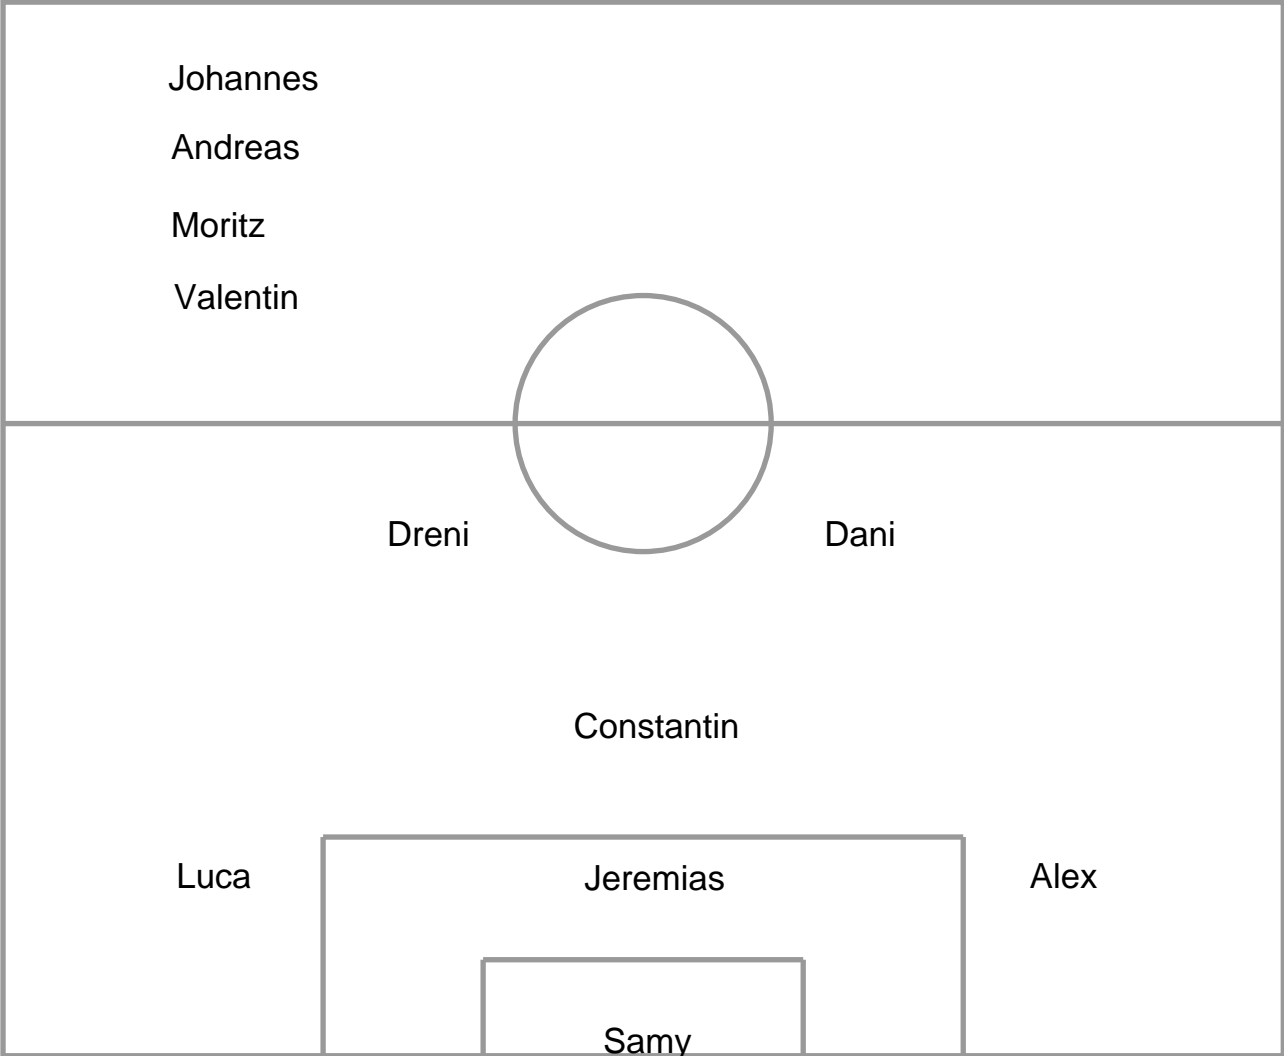 Johannes
Andreas
Moritz
Valentin
Dreni Dani
Constantin
Luca Jeremias Alex
Samy